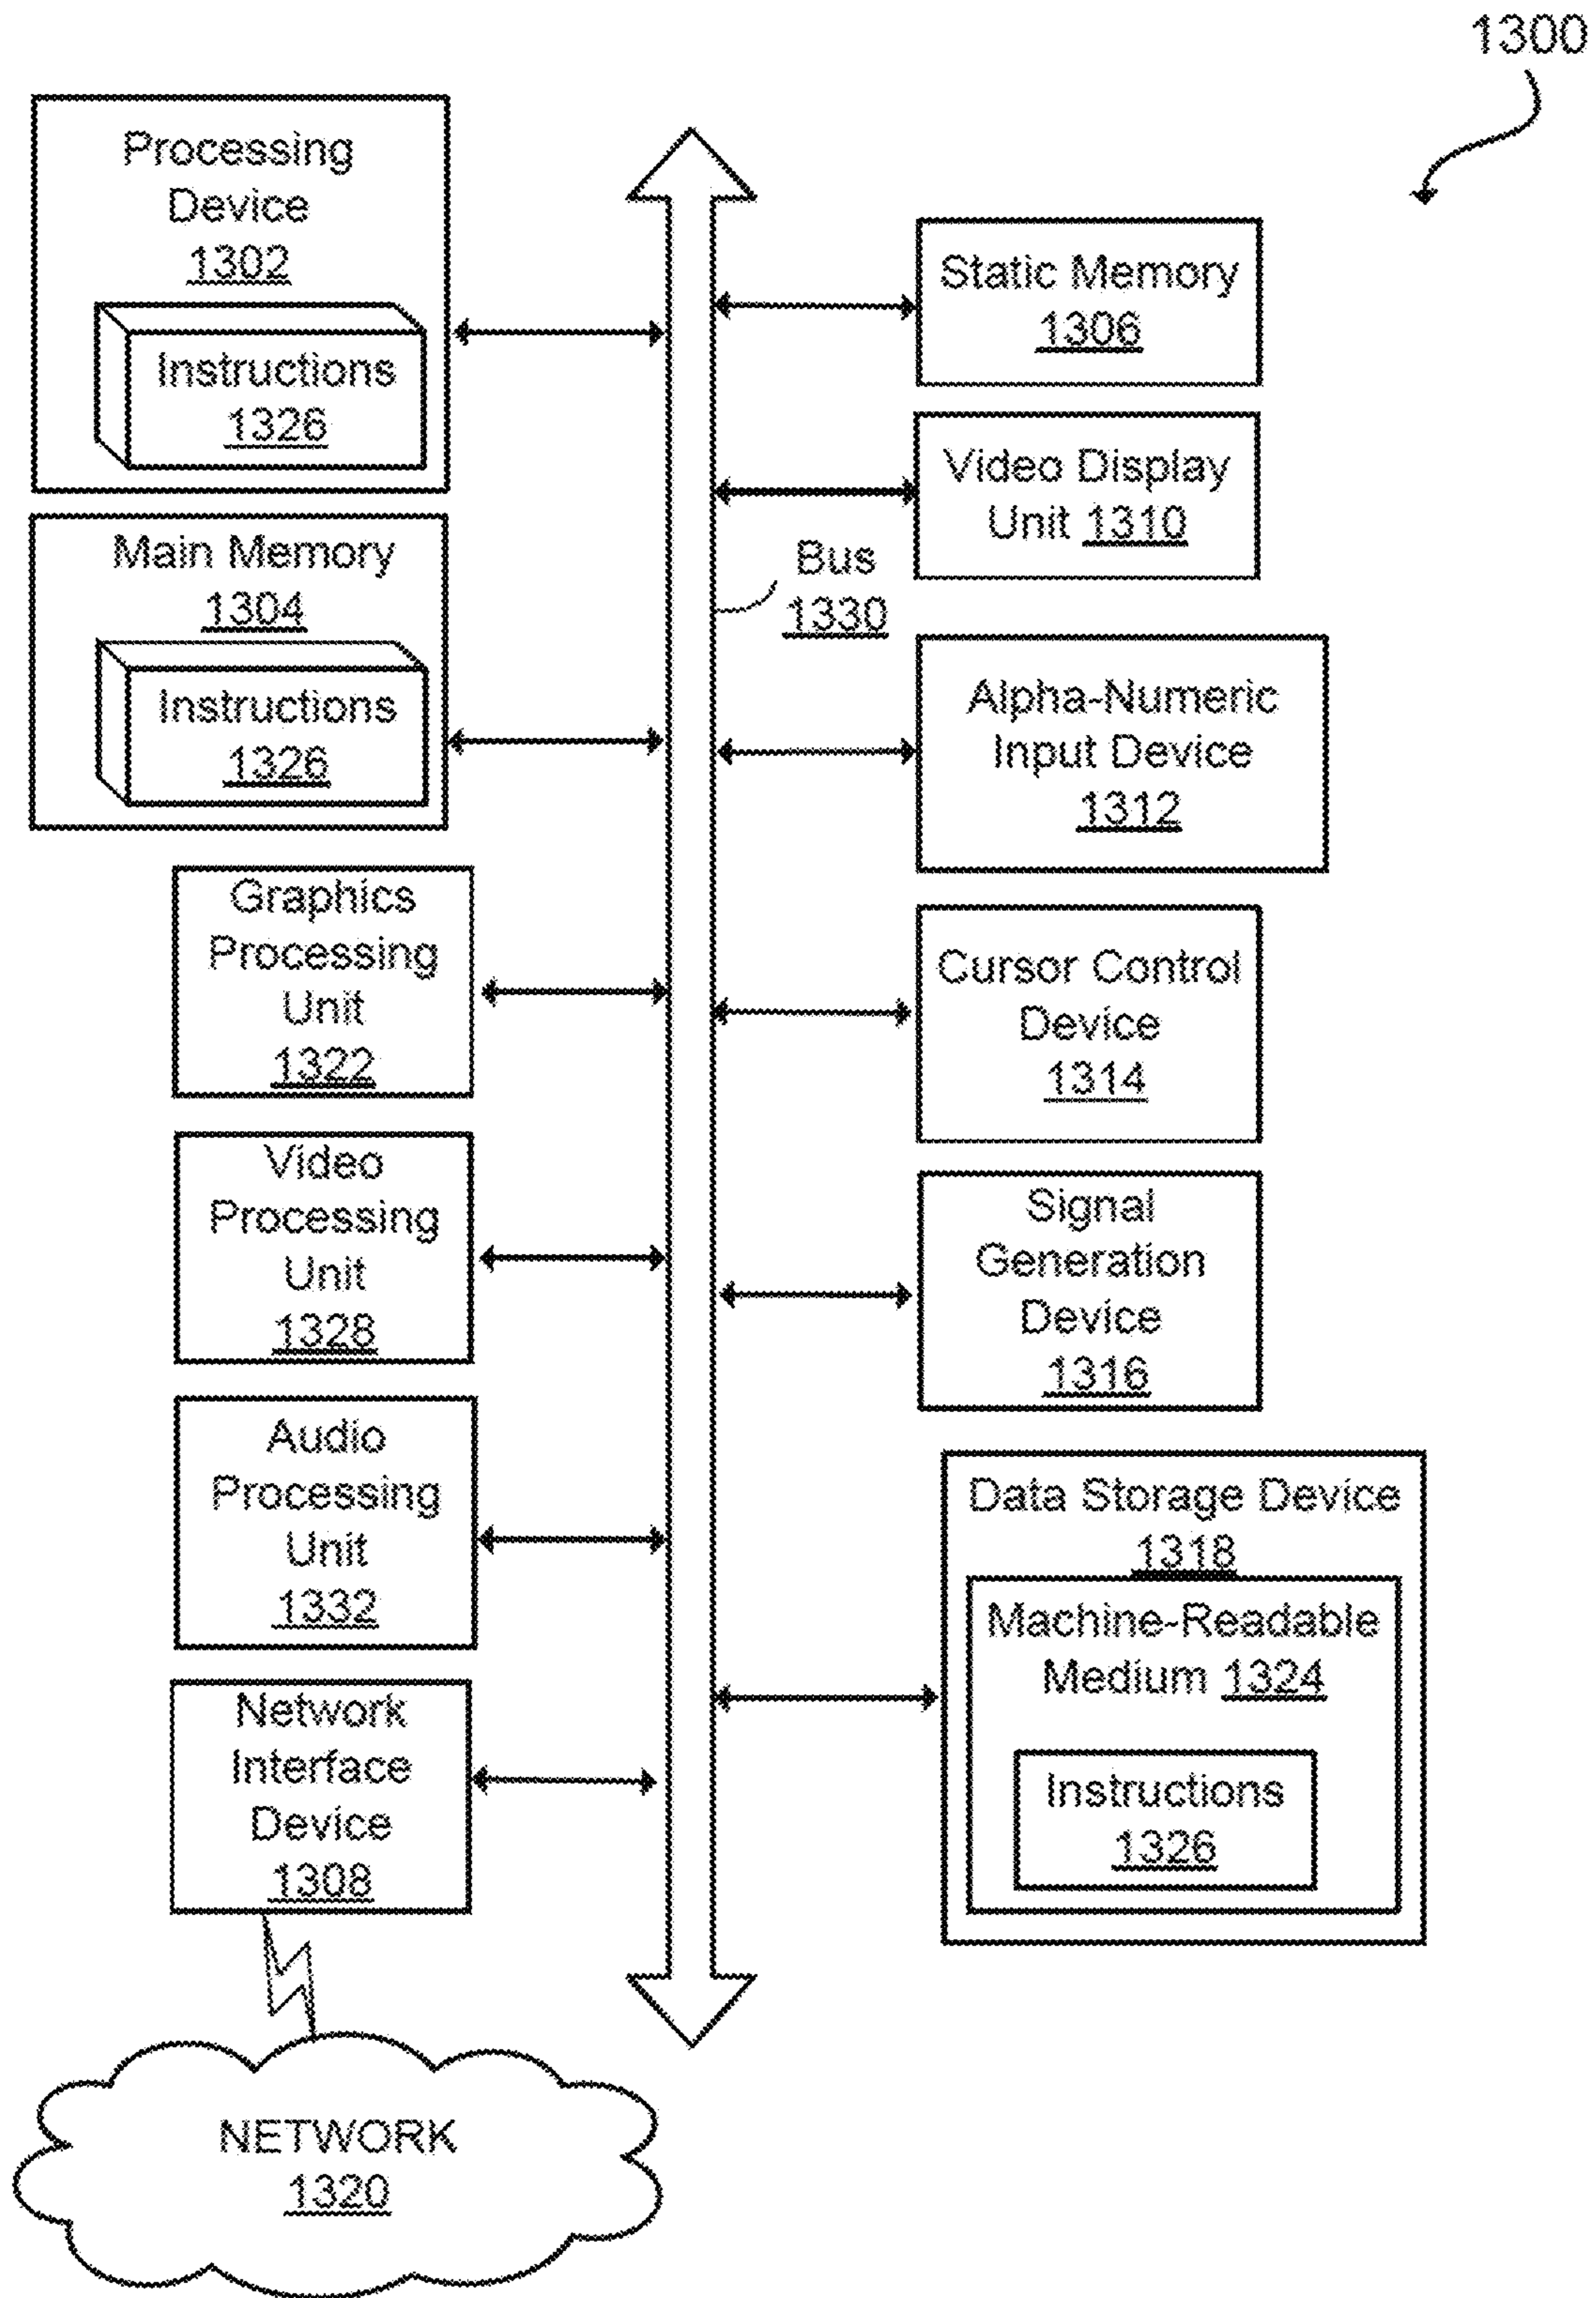 1300
Processing
Device
1302
Instructions
1326
Main Memory
1304
Instructions
1326
Graphics
Processing
Unit
1322
Video
Processing
Unit
1328
Audio
Processing
Unit
1332
Network
Interface
Device
1308
NETWORK
1320
Bus
1330
Static Memory
1306
Video Display
Unit 1310
Alpha-Numeric
Input Device
1312
Cursor Control
Device
1314
Signal
Generation
Device
1316
Data Storage Device
1318
Machine-Readable
Medium 1324
Instructions
1326